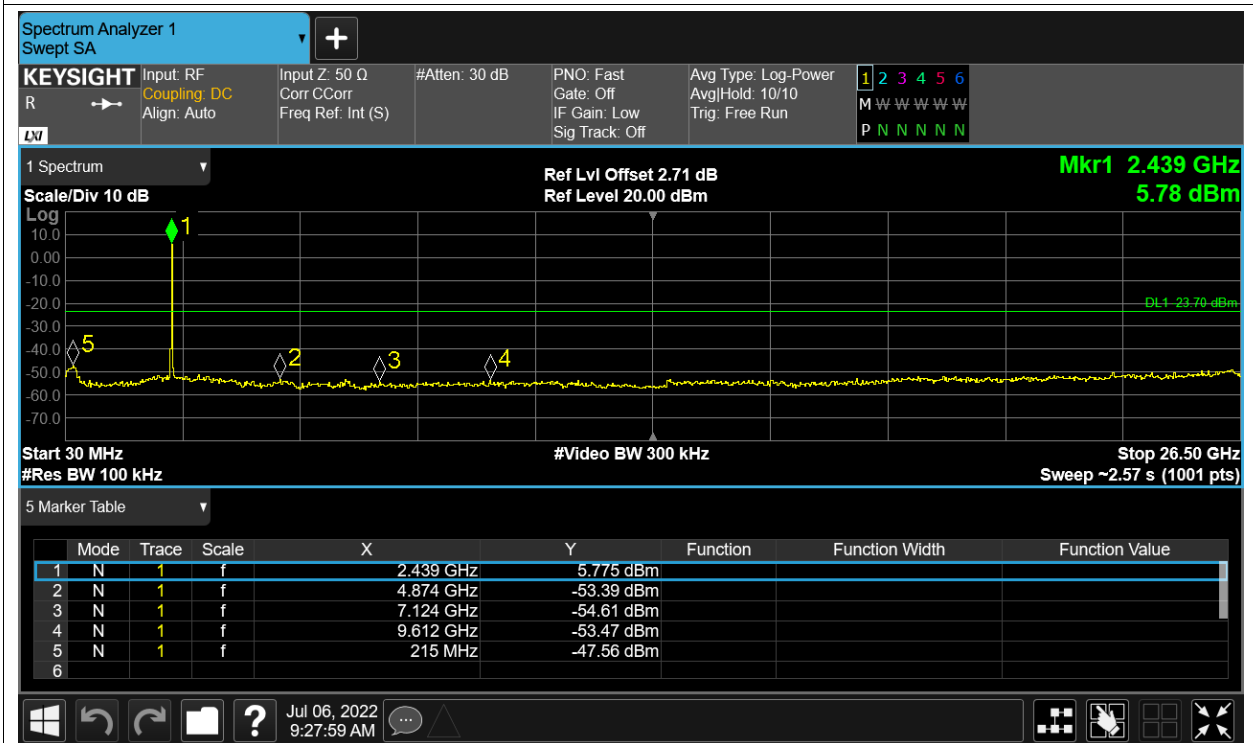 Spectrum Analyzer 1
Swept SA
+
KEYSIGHT Input: RF Input Z: 50 Ω #Atten: 30 dB PNO: Fast Avg Type: Log-Power 1 2 3 4 5 6
R Coupling: DC Corr CCorr Gate: Off Avg|Hold: 10/10 M W W W W W
Align: Auto Freq Ref: Int (S) IF Gain: Low Trig: Free Run
LXI Sig Track: Off P N N N N N
1 Spectrum Ref Lvl Offset 2.71 dB Mkr1 2.439 GHz
Scale/Div 10 dB Ref Level 20.00 dBm 5.78 dBm
Log
1
10.0
0.00
-10.0
-20.0 DL1 23.70 dBm
-30.0
-40.0 5 2 3 4
-50.0
-60.0
-70.0
Start 30 MHz #Video BW 300 kHz Stop 26.50 GHz
#Res BW 100 kHz Sweep ~2.57 s (1001 pts)
5 Marker Table
Mode Trace Scale X Y Function Function Width Function Value
1 N 1 f 2.439 GHz 5.775 dBm
2 N 1 f 4.874 GHz -53.39 dBm
3 N 1 f 7.124 GHz -54.61 dBm
4 N 1 f 9.612 GHz -53.47 dBm
5 N 1 f 215 MHz -47.56 dBm
6
? Jul 06, 2022
9:27:59 AM